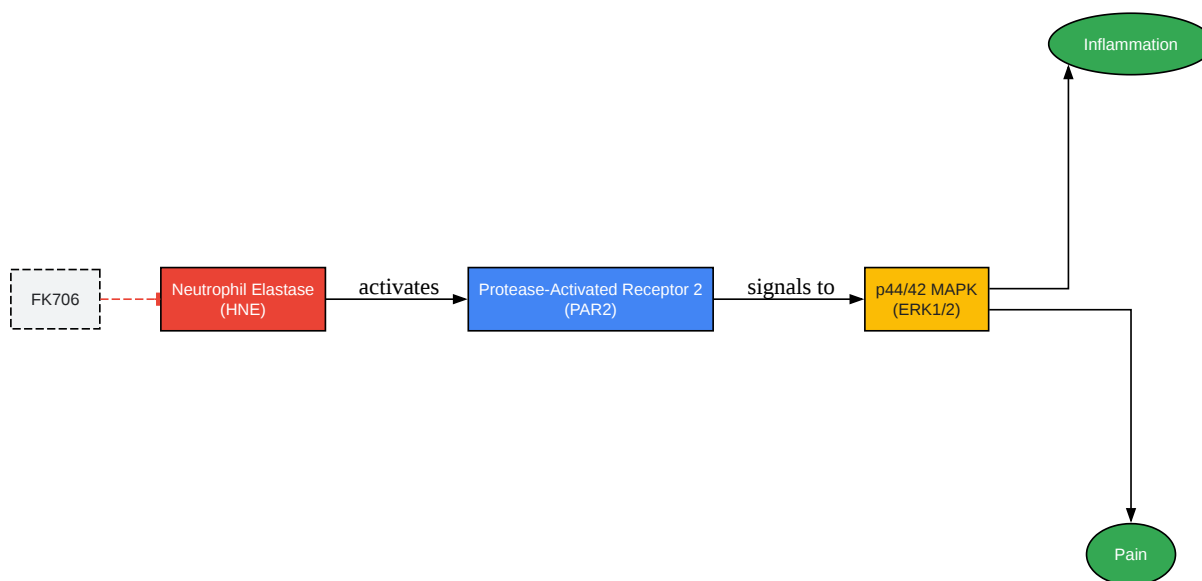 Inflammation
FK706
Neutrophil Elastase
(HNE)
activates
Protease-Activated Receptor 2
(PAR2)
signals to
p44/42 MAPK
(ERK1/2)
Pain